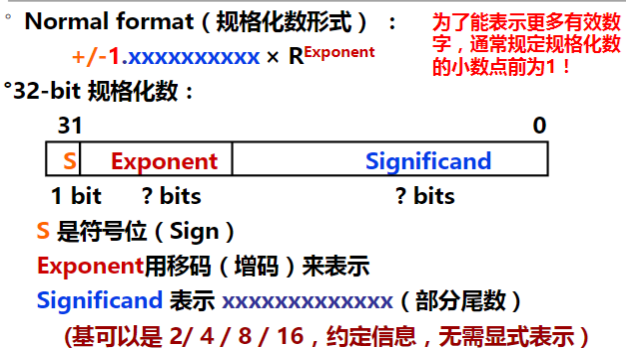 ° Normal format（规格化数形式）：
+/-1.xxxxxxxxxx × R^Exponent
为了能表示更多有效数
字，通常规定规格化数
的小数点前为1！
°32-bit 规格化数：
31 0
S Exponent Significand
1 bit ? bits ? bits
S 是符号位（Sign）
Exponent用移码（增码）来表示
Significand 表示 xxxxxxxxxxxxx（部分尾数）
(基可以是 2/ 4 / 8 / 16，约定信息，无需显式表示）